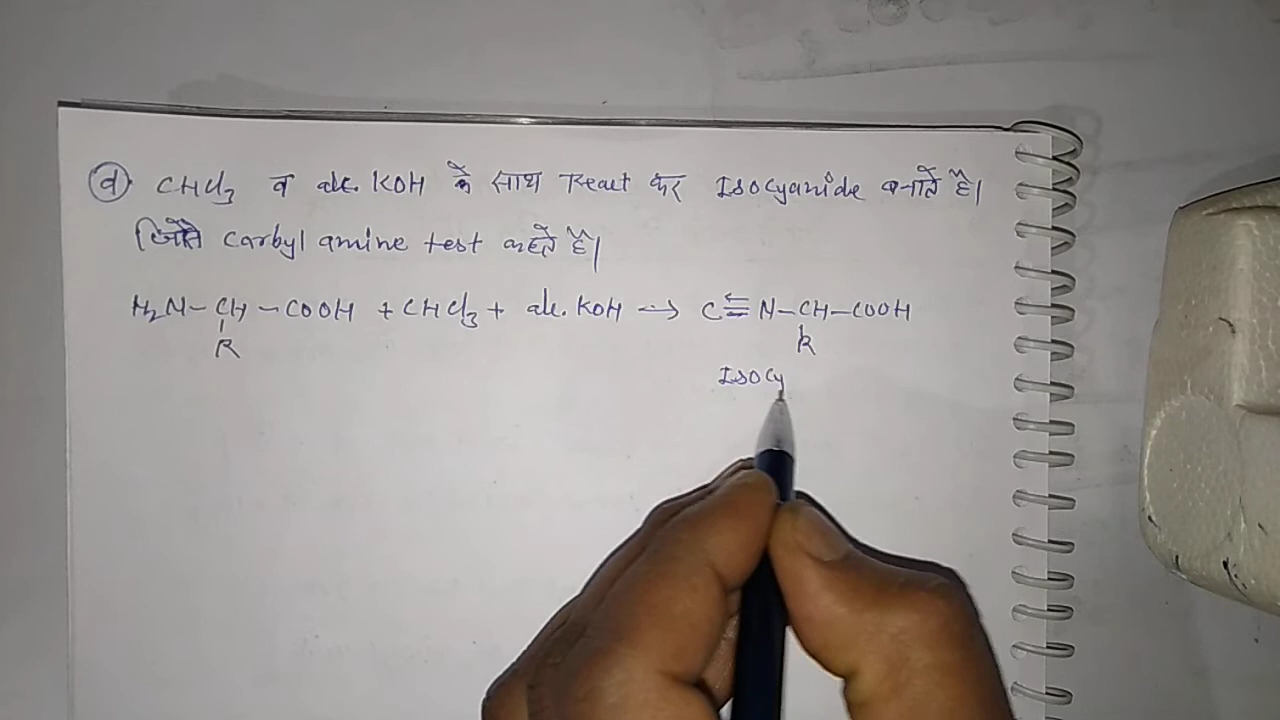 (d) CHCl3 व alc. KOH के साथ React कर Isocyanide बनाते है।
जिसे Carbyl amine test कहते है।
H2N-CH-COOH + CHCl3 + alc. KOH → C⇚N-CH-COOH
R R
Isocy